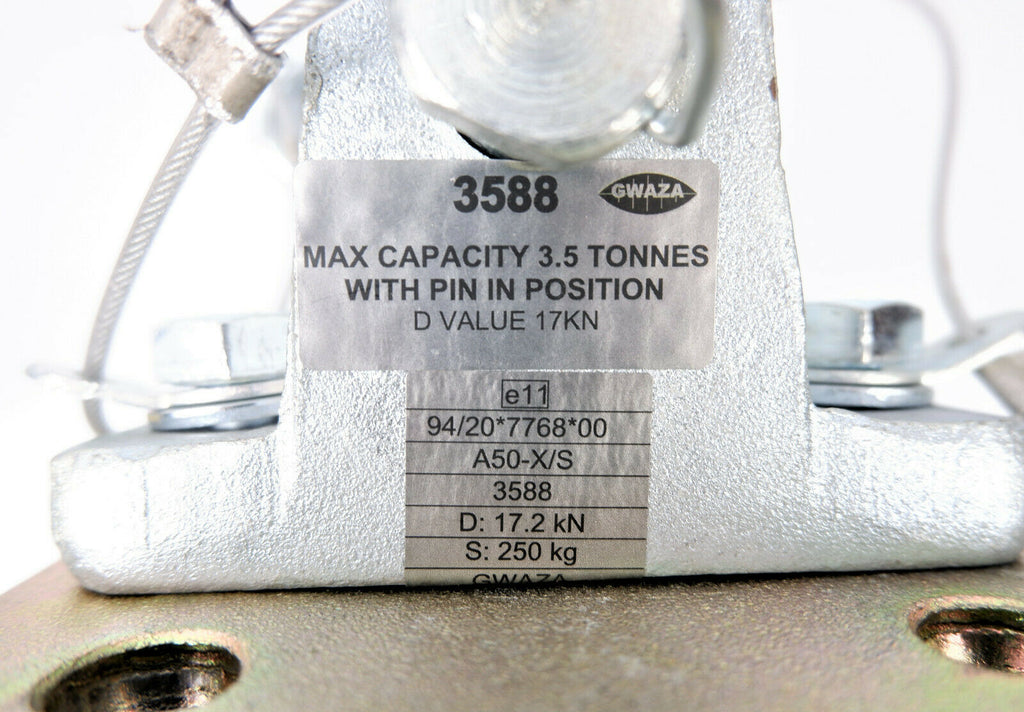 3588 GWAZA
MAX CAPACITY 3.5 TONNES
WITH PIN IN POSITION
D VALUE 17KN
e11
94/20*7768*00
A50-X/S
3588
D: 17.2 kN
S: 250 kg
GWAZA